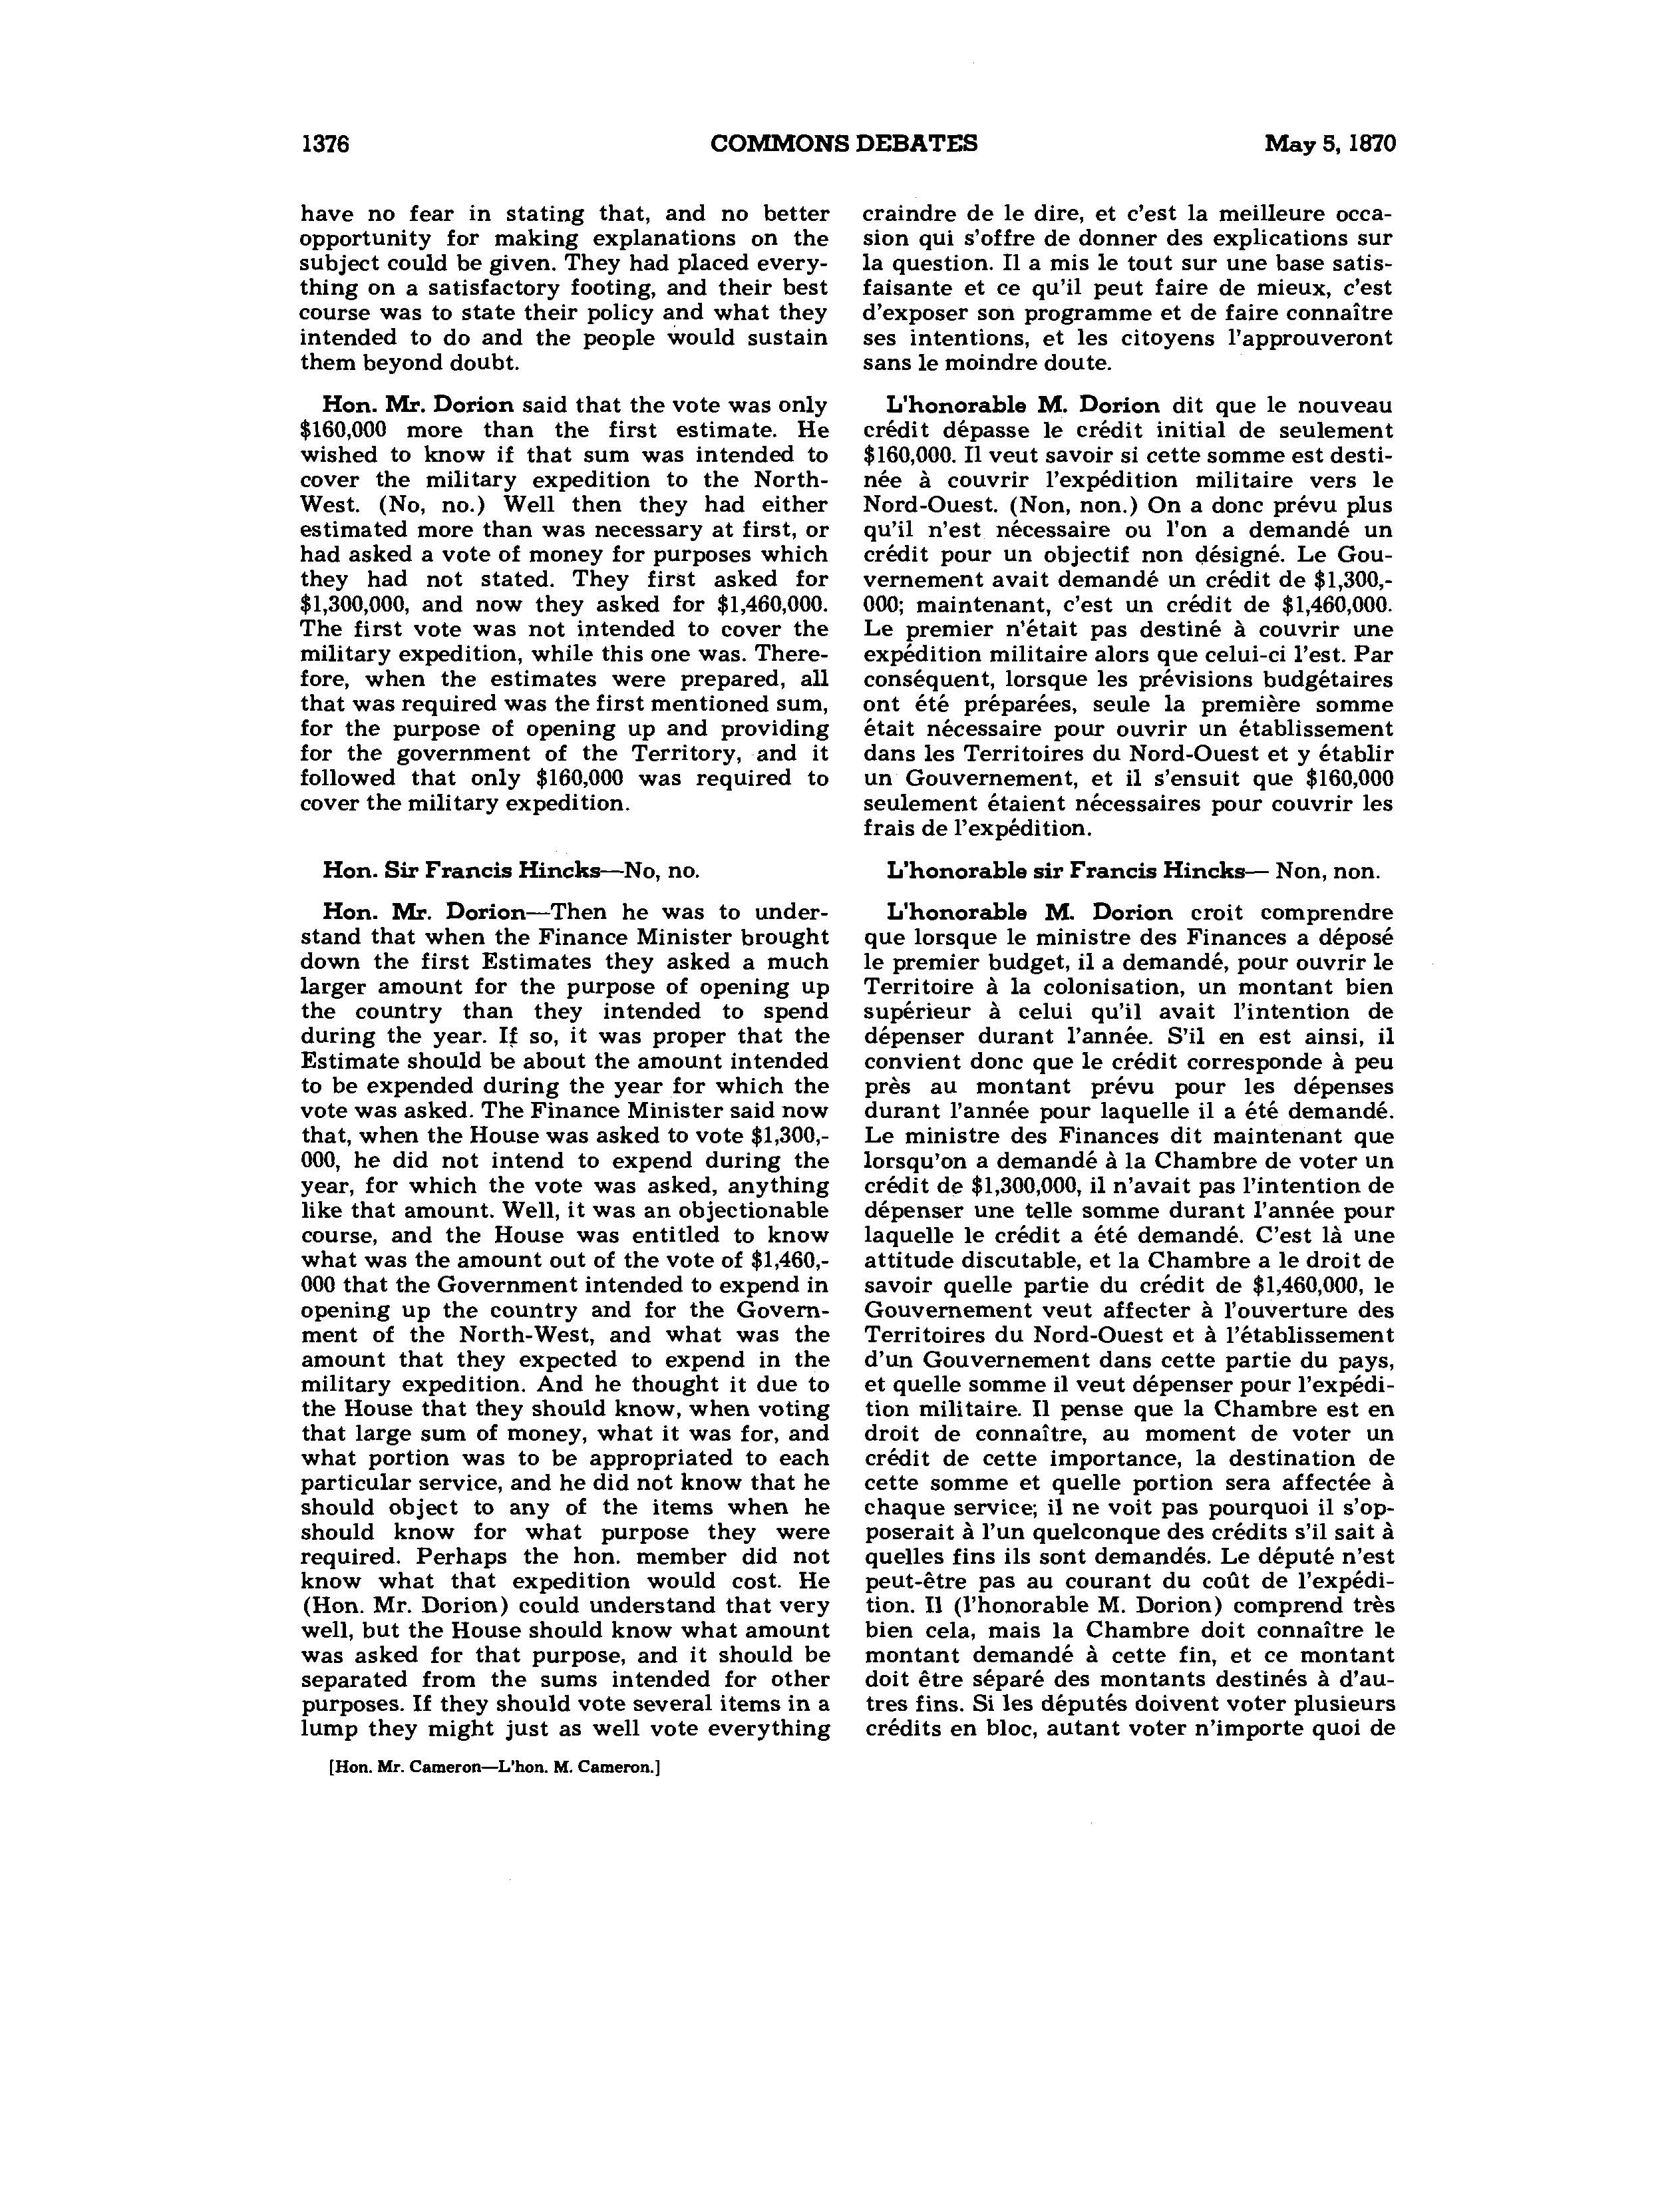 1376 COMMONS DEBATES May 5, 1870
have no fear in stating that, and no better
opportunity for making explanations on the
subject could be given. They had placed every-
thing on a satisfactory footing, and their best
course was to state their policy and what they
intended to do and the people would sustain
them beyond doubt.
Hon. Mr. Dorion said that the vote was only
$160,000 more than the first estimate. He
wished to know if that sum was intended to
cover the military expedition to the North-
West. (No, no.) Well then they had either
estimated more than was necessary at first, or
had asked a vote of money for purposes which
they had not stated. They first asked for
$1,300,000, and now they asked for $1,460,000.
The first vote was not intended to cover the
military expedition, while this one was. There-
fore, when the estimates were prepared, all
that was required was the first mentioned sum,
for the purpose of opening up and providing
for the government of the Territory, and it
followed that only $160,000 was required to
cover the military expedition.
Hon. Sir Francis Hincks—No, no.
Hon. Mr. Dorion—Then he was to under-
stand that when the Finance Minister brought
down the first Estimates they asked a much
larger amount for the purpose of opening up
the country than they intended to spend
during the year. If so, it was proper that the
Estimate should be about the amount intended
to be expended during the year for which the
vote was asked. The Finance Minister said now
that, when the House was asked to vote $1,300,-
000, he did not intend to expend during the
year, for which the vote was asked, anything
like that amount. Well, it was an objectionable
course, and the House was entitled to know
what was the amount out of the vote of $1,460,-
000 that the Government intended to expend in
opening up the country and for the Govern-
ment of the North-West, and what was the
amount that they expected to expend in the
military expedition. And he thought it due to
the House that they should know, when voting
that large sum of money, what it was for, and
what portion was to be appropriated to each
particular service, and he did not know that he
should object to any of the items when he
should know for what purpose they were
required. Perhaps the hon. member did not
know what that expedition would cost. He
(Hon. Mr. Dorion) could understand that very
well, but the House should know what amount
was asked for that purpose, and it should be
separated from the sums intended for other
purposes. If they should vote several items in a
lump they might just as well vote everything
[Hon. Mr. Cameron—L'hon. M. Cameron.]
craindre de le dire, et c'est la meilleure occa-
sion qui s'offre de donner des explications sur
la question. Il a mis le tout sur une base satis-
faisante et ce qu'il peut faire de mieux, c'est
d'exposer son programme et de faire connaître
ses intentions, et les citoyens l'approuveront
sans le moindre doute.
L'honorable M. Dorion dit que le nouveau
crédit dépasse le crédit initial de seulement
$160,000. Il veut savoir si cette somme est desti-
née à couvrir l'expédition militaire vers le
Nord-Ouest. (Non, non.) On a donc prévu plus
qu'il n'est nécessaire ou l'on a demandé un
crédit pour un objectif non désigné. Le Gou-
vernement avait demandé un crédit de $1,300,-
000; maintenant, c'est un crédit de $1,460,000.
Le premier n'était pas destiné à couvrir une
expédition militaire alors que celui-ci l'est. Par
conséquent, lorsque les prévisions budgétaires
ont été préparées, seule la première somme
était nécessaire pour ouvrir un établissement
dans les Territoires du Nord-Ouest et y établir
un Gouvernement, et il s'ensuit que $160,000
seulement étaient nécessaires pour couvrir les
frais de l'expédition.
L'honorable sir Francis Hincks— Non, non.
L'honorable M. Dorion croit comprendre
que lorsque le ministre des Finances a déposé
le premier budget, il a demandé, pour ouvrir le
Territoire à la colonisation, un montant bien
supérieur à celui qu'il avait l'intention de
dépenser durant l'année. S'il en est ainsi, il
convient donc que le crédit corresponde à peu
près au montant prévu pour les dépenses
durant l'année pour laquelle il a été demandé.
Le ministre des Finances dit maintenant que
lorsqu'on a demandé à la Chambre de voter un
crédit de $1,300,000, il n'avait pas l'intention de
dépenser une telle somme durant l'année pour
laquelle le crédit a été demandé. C'est là une
attitude discutable, et la Chambre a le droit de
savoir quelle partie du crédit de $1,460,000, le
Gouvernement veut affecter à l'ouverture des
Territoires du Nord-Ouest et à l'établissement
d'un Gouvernement dans cette partie du pays,
et quelle somme il veut dépenser pour l'expédi-
tion militaire. Il pense que la Chambre est en
droit de connaître, au moment de voter un
crédit de cette importance, la destination de
cette somme et quelle portion sera affectée à
chaque service; il ne voit pas pourquoi il s'op-
poserait à l'un quelconque des crédits s'il sait à
quelles fins ils sont demandés. Le député n'est
peut-être pas au courant du coût de l'expédi-
tion. Il (l'honorable M. Dorion) comprend très
bien cela, mais la Chambre doit connaître le
montant demandé à cette fin, et ce montant
doit être séparé des montants destinés à d'au-
tres fins. Si les députés doivent voter plusieurs
crédits en bloc, autant voter n'importe quoi de